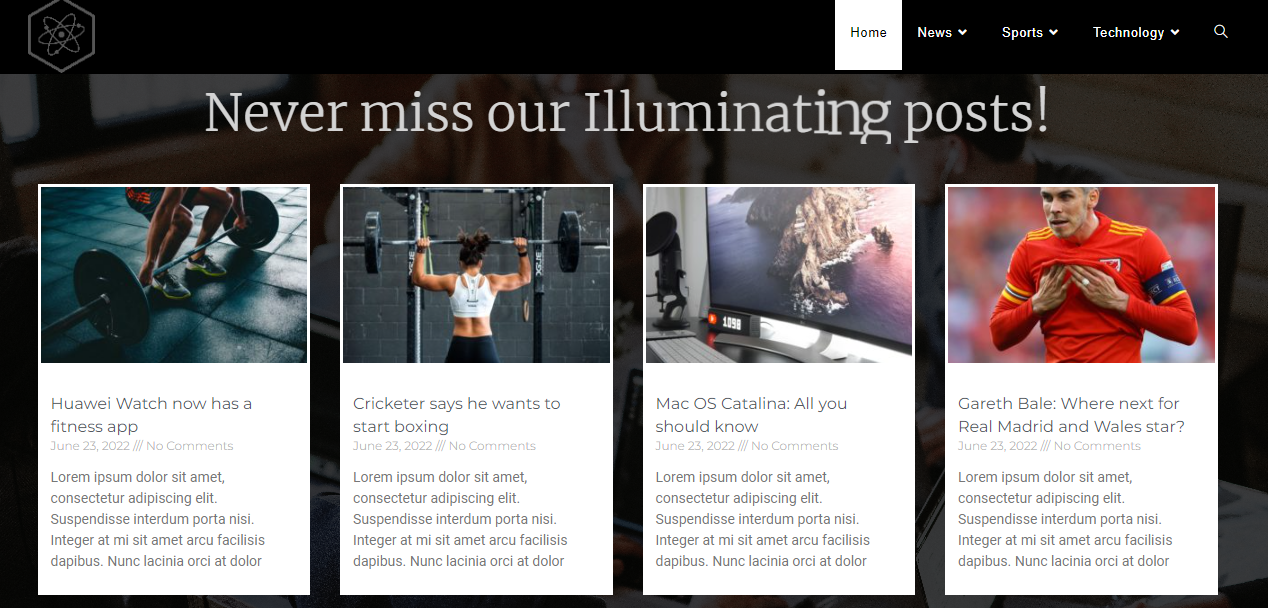 Home News Sports Technology
Never miss our Illuminating posts!
1098
Huawei Watch now has a
fitness app
June 23, 2022 /// No Comments
Lorem ipsum dolor sit amet,
consectetur adipiscing elit.
Suspendisse interdum porta nisi.
Integer at mi sit amet arcu facilisis
dapibus. Nunc lacinia orci at dolor
Cricketer says he wants to
start boxing
June 23, 2022 /// No Comments
Lorem ipsum dolor sit amet,
consectetur adipiscing elit.
Suspendisse interdum porta nisi.
Integer at mi sit amet arcu facilisis
dapibus. Nunc lacinia orci at dolor
Mac OS Catalina: All you
should know
June 23, 2022 /// No Comments
Lorem ipsum dolor sit amet,
consectetur adipiscing elit.
Suspendisse interdum porta nisi.
Integer at mi sit amet arcu facilisis
dapibus. Nunc lacinia orci at dolor
Gareth Bale: Where next for
Real Madrid and Wales star?
June 23, 2022 /// No Comments
Lorem ipsum dolor sit amet,
consectetur adipiscing elit.
Suspendisse interdum porta nisi.
Integer at mi sit amet arcu facilisis
dapibus. Nunc lacinia orci at dolor